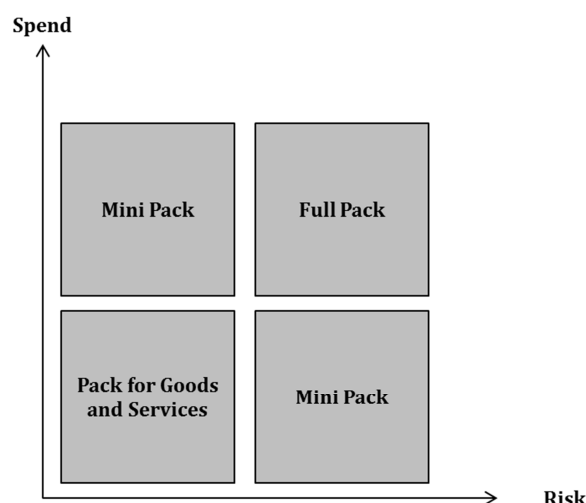 Spend
Mini Pack
Full Pack
Pack for Goods
and Services
Mini Pack
Risk